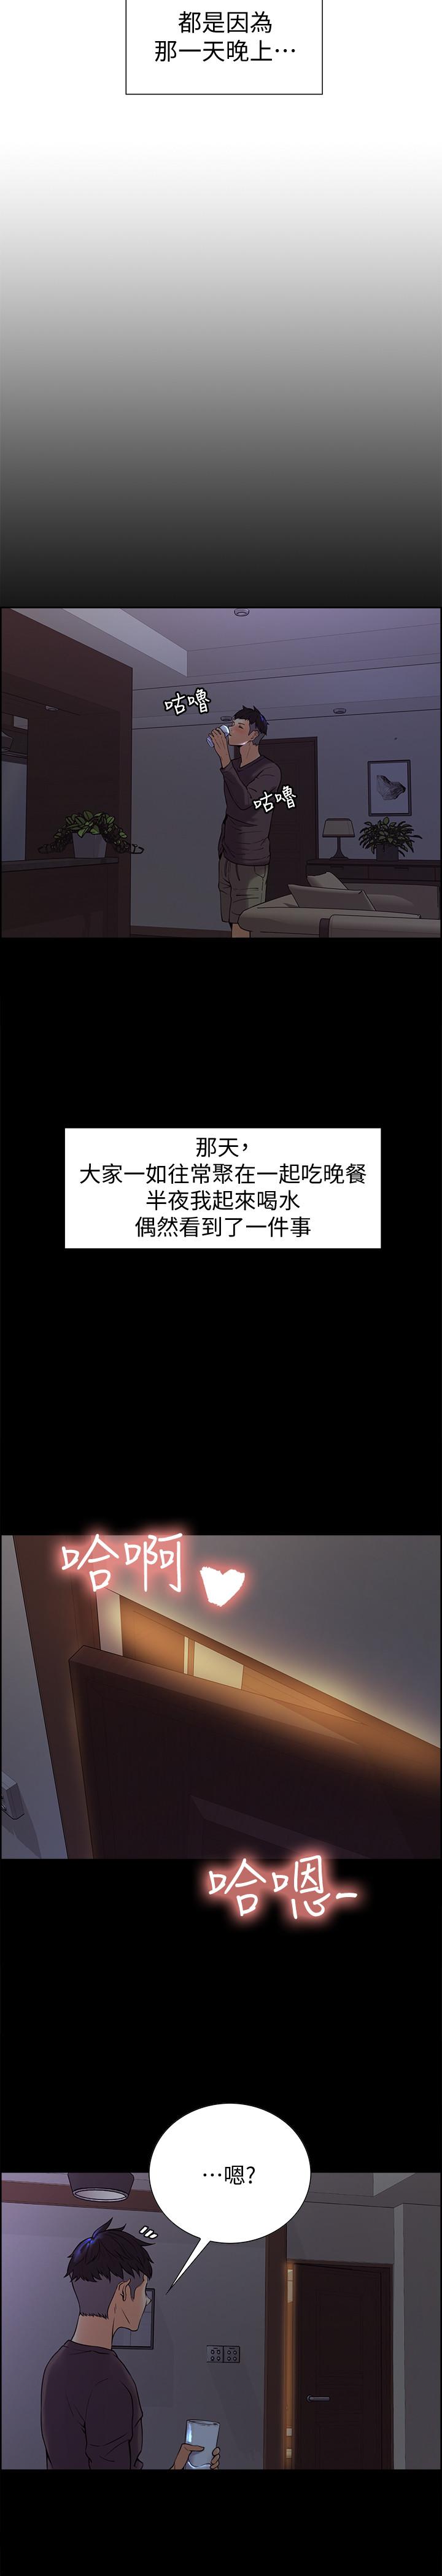 都是因為
那一天晚上⋯
咕嚕
咕嚕
那天,
大家一如往常聚在一起吃晚餐
半夜我起來喝水
偶然看到了一件事
哈啊♥
哈嗯~
⋯嗯?